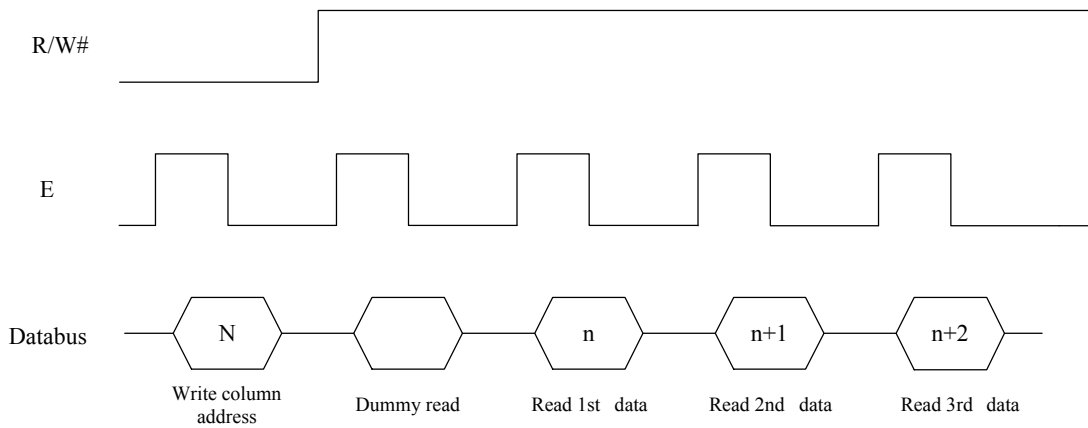 R/W#
E
Databus
N
n
n+1
n+2
Write column
address
Dummy read
Read 1st data
Read 2nd data
Read 3rd data